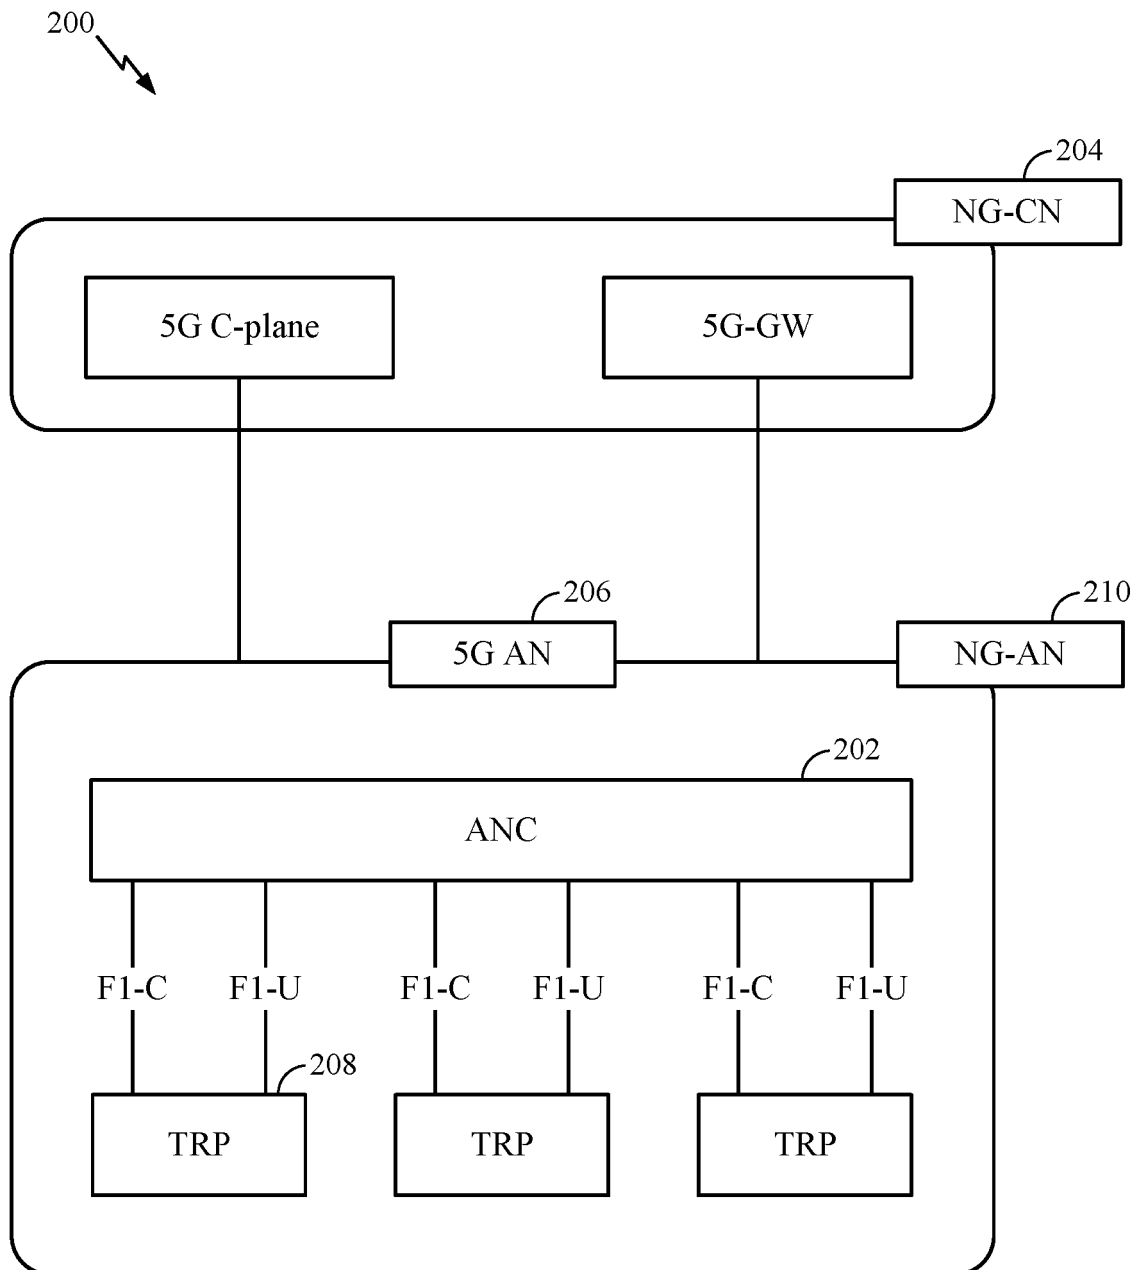 200
204
NG-CN
5G C-plane
5G-GW
206
210
5G AN
NG-AN
202
ANC
F1-C
F1-U
F1-C
F1-U
F1-C
F1-U
208
TRP
TRP
TRP